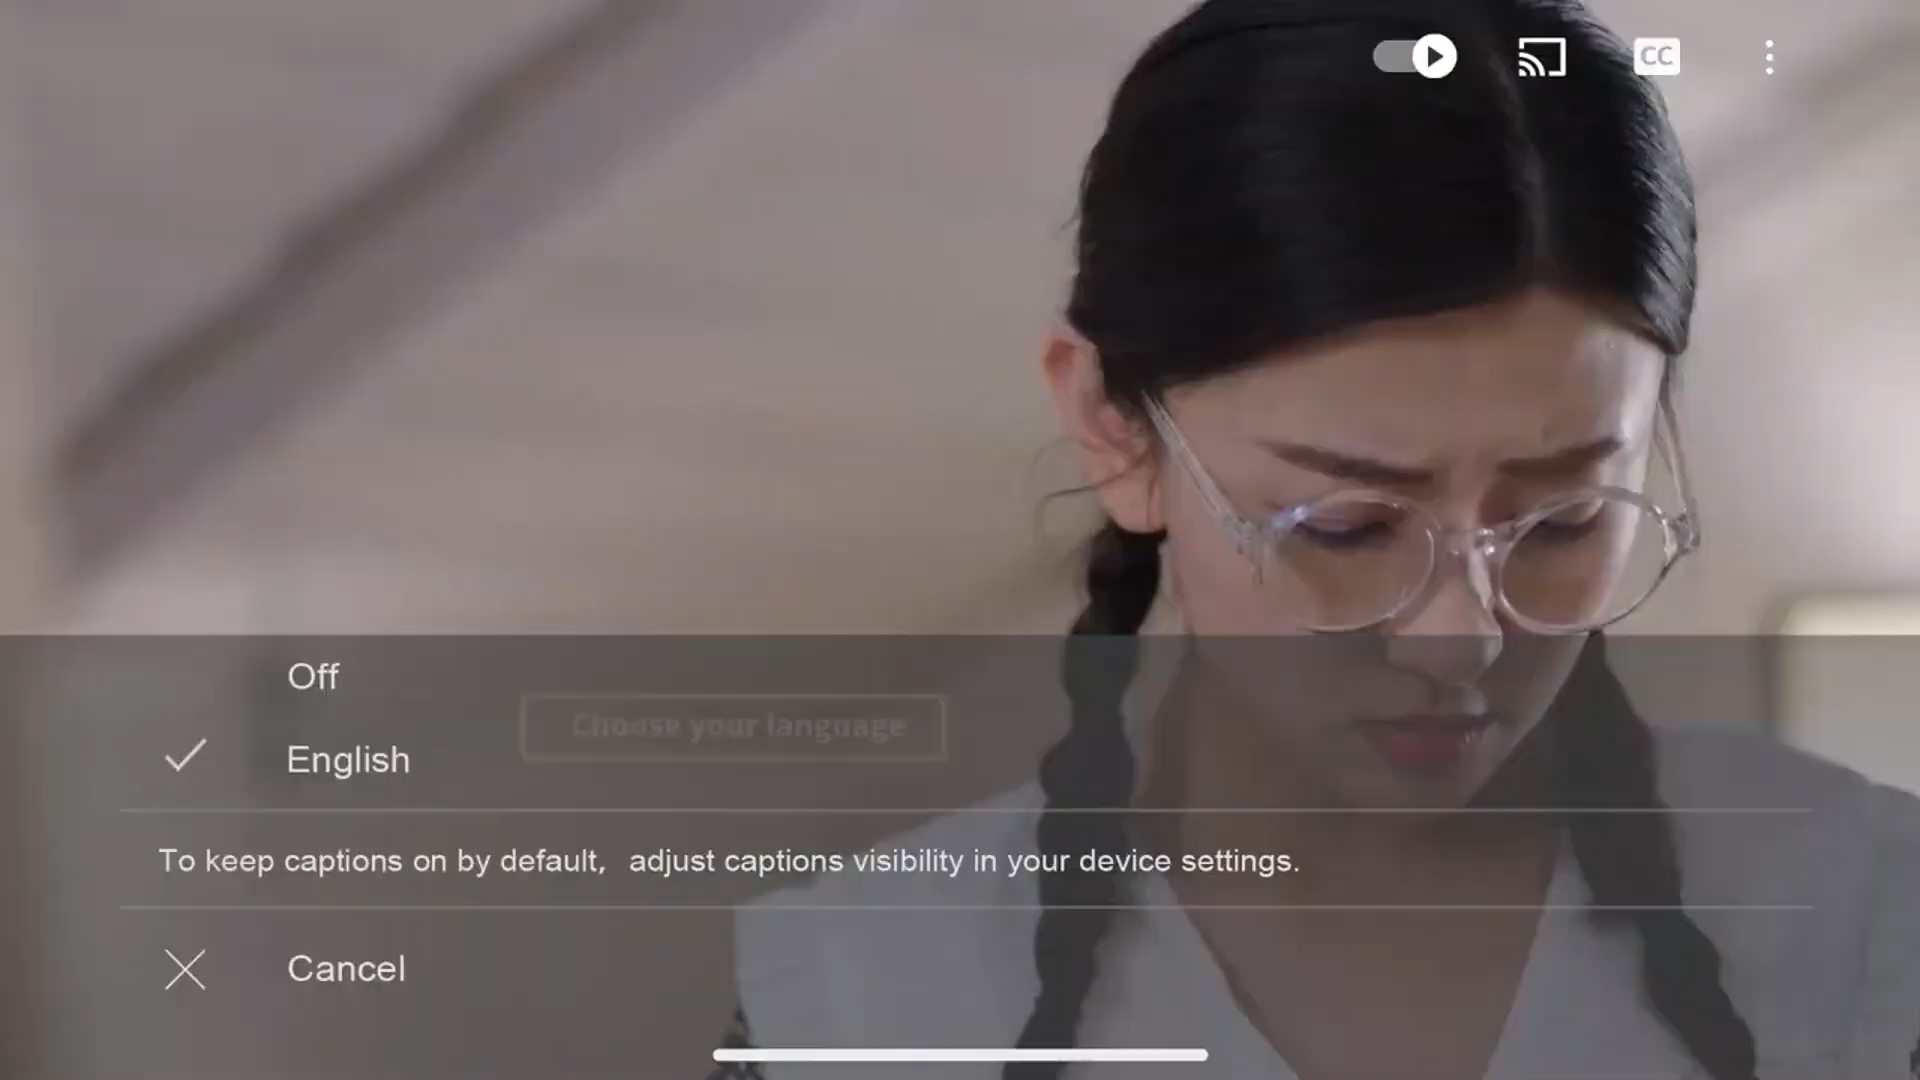 CC
Off
Choose your language
English
To keep captions on by default, adjust captions visibility in your device settings.
Cancel